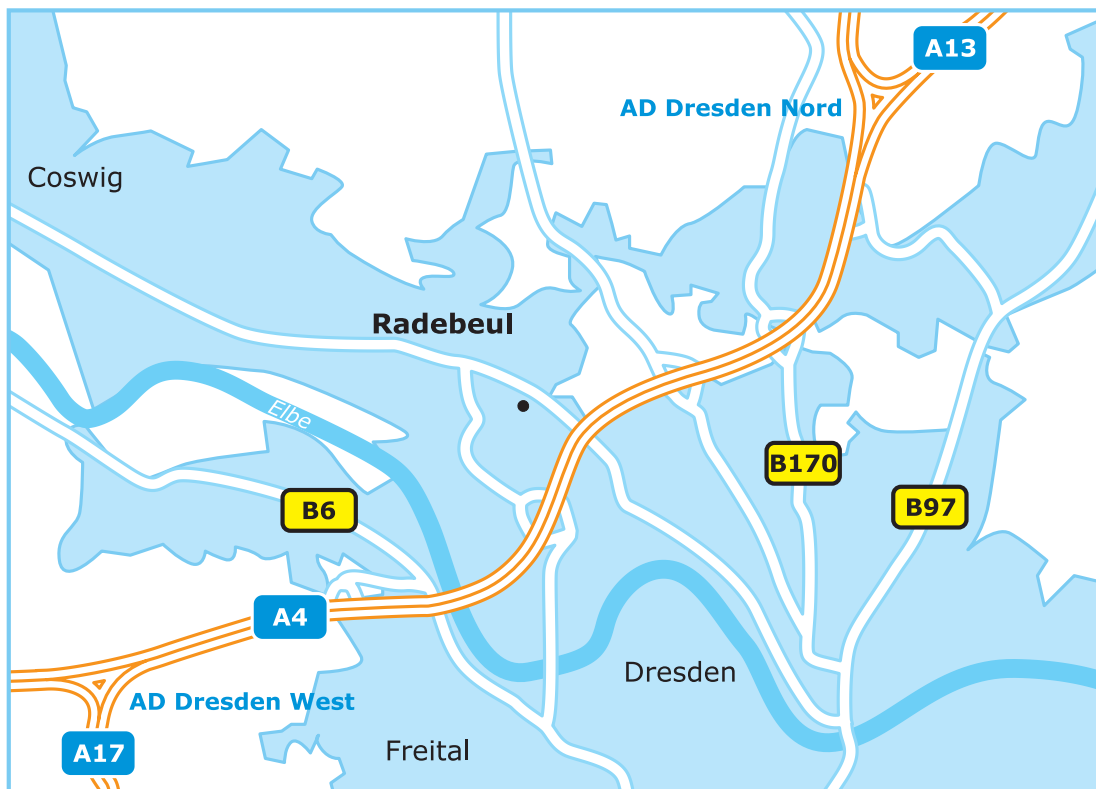 A13
AD Dresden Nord
Coswig
Radebeul
Elbe
B170
B6
B97
A4
Dresden
AD Dresden West
A17
Freital